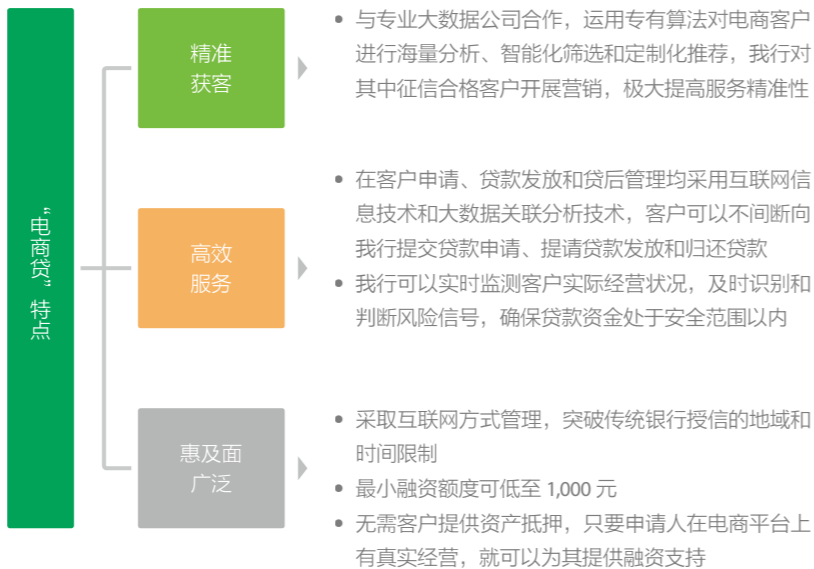 “电商贷”特点
精准
获客
• 与专业大数据公司合作，运用专有算法对电商客户
进行海量分析、智能化筛选和定制化推荐，我行对
其中征信合格客户开展营销，极大提高服务精准性
高效
服务
• 在客户申请、贷款发放和贷后管理均采用互联网信
息技术和大数据关联分析技术，客户可以不间断向
我行提交贷款申请、提请贷款发放和归还贷款
• 我行可以实时监测客户实际经营状况，及时识别和
判断风险信号，确保贷款资金处于安全范围以内
惠及面
广泛
• 采取互联网方式管理，突破传统银行授信的地域和
时间限制
• 最小融资额度可低至 1,000 元
• 无需客户提供资产抵押，只要申请人在电商平台上
有真实经营，就可以为其提供融资支持